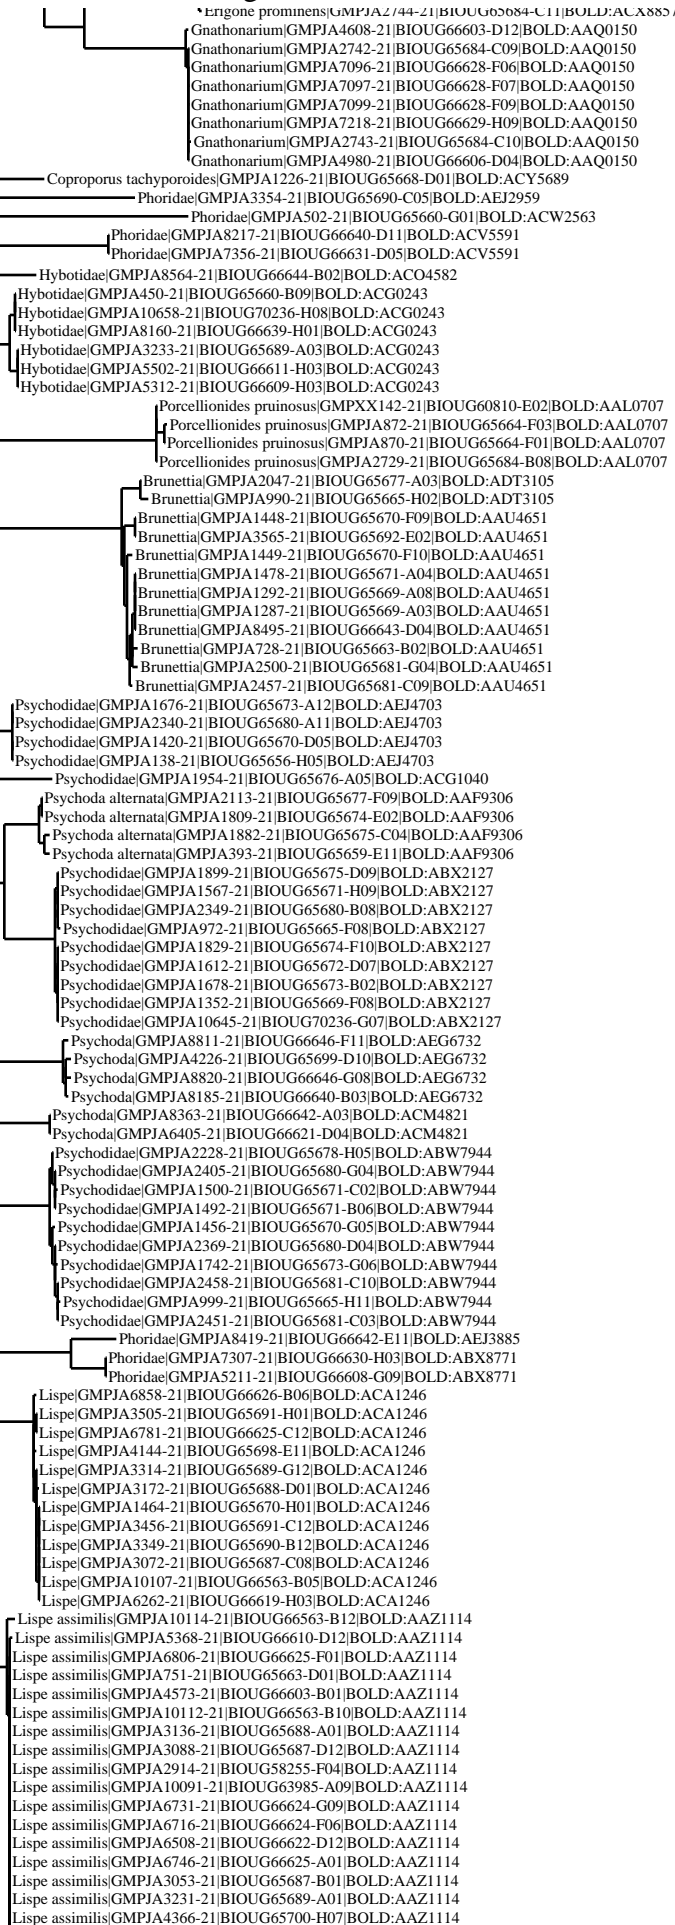 Erigone prominens|GMPJA2744-21|BIOUG65684-C11|BOLD:ACX8857
Gnathonarium|GMPJA4608-21|BIOUG66603-D12|BOLD:AAQ0150
Gnathonarium|GMPJA2742-21|BIOUG65684-C09|BOLD:AAQ0150
Gnathonarium|GMPJA7096-21|BIOUG66628-F06|BOLD:AAQ0150
Gnathonarium|GMPJA7097-21|BIOUG66628-F07|BOLD:AAQ0150
Gnathonarium|GMPJA7099-21|BIOUG66628-F09|BOLD:AAQ0150
Gnathonarium|GMPJA7218-21|BIOUG66629-H09|BOLD:AAQ0150
Gnathonarium|GMPJA2743-21|BIOUG65684-C10|BOLD:AAQ0150
Gnathonarium|GMPJA4980-21|BIOUG66606-D04|BOLD:AAQ0150
Coproporus tachyporoides|GMPJA1226-21|BIOUG65668-D01|BOLD:ACY5689
Phoridae|GMPJA3354-21|BIOUG65690-C05|BOLD:AEJ2959
Phoridae|GMPJA502-21|BIOUG65660-G01|BOLD:ACW2563
Phoridae|GMPJA8217-21|BIOUG66640-D11|BOLD:ACV5591
Phoridae|GMPJA7356-21|BIOUG66631-D05|BOLD:ACV5591
Hybotidae|GMPJA8564-21|BIOUG66644-B02|BOLD:ACO4582
Hybotidae|GMPJA450-21|BIOUG65660-B09|BOLD:ACG0243
Hybotidae|GMPJA10658-21|BIOUG70236-H08|BOLD:ACG0243
Hybotidae|GMPJA8160-21|BIOUG66639-H01|BOLD:ACG0243
Hybotidae|GMPJA3233-21|BIOUG65689-A03|BOLD:ACG0243
Hybotidae|GMPJA5502-21|BIOUG66611-H03|BOLD:ACG0243
Hybotidae|GMPJA5312-21|BIOUG66609-H03|BOLD:ACG0243
Porcellionides pruinosus|GMPXX142-21|BIOUG60810-E02|BOLD:AAL0707
Porcellionides pruinosus|GMPJA872-21|BIOUG65664-F03|BOLD:AAL0707
Porcellionides pruinosus|GMPJA870-21|BIOUG65664-F01|BOLD:AAL0707
Porcellionides pruinosus|GMPJA2729-21|BIOUG65684-B08|BOLD:AAL0707
Brunettia|GMPJA2047-21|BIOUG65677-A03|BOLD:ADT3105
Brunettia|GMPJA990-21|BIOUG65665-H02|BOLD:ADT3105
Brunettia|GMPJA1448-21|BIOUG65670-F09|BOLD:AAU4651
Brunettia|GMPJA3565-21|BIOUG65692-E02|BOLD:AAU4651
Brunettia|GMPJA1449-21|BIOUG65670-F10|BOLD:AAU4651
Brunettia|GMPJA1478-21|BIOUG65671-A04|BOLD:AAU4651
Brunettia|GMPJA1292-21|BIOUG65669-A08|BOLD:AAU4651
Brunettia|GMPJA1287-21|BIOUG65669-A03|BOLD:AAU4651
Brunettia|GMPJA8495-21|BIOUG66643-D04|BOLD:AAU4651
Brunettia|GMPJA728-21|BIOUG65663-B02|BOLD:AAU4651
Brunettia|GMPJA2500-21|BIOUG65681-G04|BOLD:AAU4651
Brunettia|GMPJA2457-21|BIOUG65681-C09|BOLD:AAU4651
Psychodidae|GMPJA1676-21|BIOUG65673-A12|BOLD:AEJ4703
Psychodidae|GMPJA2340-21|BIOUG65680-A11|BOLD:AEJ4703
Psychodidae|GMPJA1420-21|BIOUG65670-D05|BOLD:AEJ4703
Psychodidae|GMPJA138-21|BIOUG65656-H05|BOLD:AEJ4703
Psychodidae|GMPJA1954-21|BIOUG65676-A05|BOLD:ACG1040
Psychoda alternata|GMPJA2113-21|BIOUG65677-F09|BOLD:AAF9306
Psychoda alternata|GMPJA1809-21|BIOUG65674-E02|BOLD:AAF9306
Psychoda alternata|GMPJA1882-21|BIOUG65675-C04|BOLD:AAF9306
Psychoda alternata|GMPJA393-21|BIOUG65659-E11|BOLD:AAF9306
Psychodidae|GMPJA1899-21|BIOUG65675-D09|BOLD:ABX2127
Psychodidae|GMPJA1567-21|BIOUG65671-H09|BOLD:ABX2127
Psychodidae|GMPJA2349-21|BIOUG65680-B08|BOLD:ABX2127
Psychodidae|GMPJA972-21|BIOUG65665-F08|BOLD:ABX2127
Psychodidae|GMPJA1829-21|BIOUG65674-F10|BOLD:ABX2127
Psychodidae|GMPJA1612-21|BIOUG65672-D07|BOLD:ABX2127
Psychodidae|GMPJA1678-21|BIOUG65673-B02|BOLD:ABX2127
Psychodidae|GMPJA1352-21|BIOUG65669-F08|BOLD:ABX2127
Psychodidae|GMPJA10645-21|BIOUG70236-G07|BOLD:ABX2127
Psychoda|GMPJA8811-21|BIOUG66646-F11|BOLD:AEG6732
Psychoda|GMPJA4226-21|BIOUG65699-D10|BOLD:AEG6732
Psychoda|GMPJA8820-21|BIOUG66646-G08|BOLD:AEG6732
Psychoda|GMPJA8185-21|BIOUG66640-B03|BOLD:AEG6732
Psychoda|GMPJA8363-21|BIOUG66642-A03|BOLD:ACM4821
Psychoda|GMPJA6405-21|BIOUG66621-D04|BOLD:ACM4821
Psychodidae|GMPJA2228-21|BIOUG65678-H05|BOLD:ABW7944
Psychodidae|GMPJA2405-21|BIOUG65680-G04|BOLD:ABW7944
Psychodidae|GMPJA1500-21|BIOUG65671-C02|BOLD:ABW7944
Psychodidae|GMPJA1492-21|BIOUG65671-B06|BOLD:ABW7944
Psychodidae|GMPJA1456-21|BIOUG65670-G05|BOLD:ABW7944
Psychodidae|GMPJA2369-21|BIOUG65680-D04|BOLD:ABW7944
Psychodidae|GMPJA1742-21|BIOUG65673-G06|BOLD:ABW7944
Psychodidae|GMPJA2458-21|BIOUG65681-C10|BOLD:ABW7944
Psychodidae|GMPJA999-21|BIOUG65665-H11|BOLD:ABW7944
Psychodidae|GMPJA2451-21|BIOUG65681-C03|BOLD:ABW7944
Phoridae|GMPJA8419-21|BIOUG66642-E11|BOLD:AEJ3885
Phoridae|GMPJA7307-21|BIOUG66630-H03|BOLD:ABX8771
Phoridae|GMPJA5211-21|BIOUG66608-G09|BOLD:ABX8771
Lispe|GMPJA6858-21|BIOUG66626-B06|BOLD:ACA1246
Lispe|GMPJA3505-21|BIOUG65691-H01|BOLD:ACA1246
Lispe|GMPJA6781-21|BIOUG66625-C12|BOLD:ACA1246
Lispe|GMPJA4144-21|BIOUG65698-E11|BOLD:ACA1246
Lispe|GMPJA3314-21|BIOUG65689-G12|BOLD:ACA1246
Lispe|GMPJA3172-21|BIOUG65688-D01|BOLD:ACA1246
Lispe|GMPJA1464-21|BIOUG65670-H01|BOLD:ACA1246
Lispe|GMPJA3456-21|BIOUG65691-C12|BOLD:ACA1246
Lispe|GMPJA3349-21|BIOUG65690-B12|BOLD:ACA1246
Lispe|GMPJA3072-21|BIOUG65687-C08|BOLD:ACA1246
Lispe|GMPJA10107-21|BIOUG66563-B05|BOLD:ACA1246
Lispe|GMPJA6262-21|BIOUG66619-H03|BOLD:ACA1246
Lispe assimilis|GMPJA10114-21|BIOUG66563-B12|BOLD:AAZ1114
Lispe assimilis|GMPJA5368-21|BIOUG66610-D12|BOLD:AAZ1114
Lispe assimilis|GMPJA6806-21|BIOUG66625-F01|BOLD:AAZ1114
Lispe assimilis|GMPJA751-21|BIOUG65663-D01|BOLD:AAZ1114
Lispe assimilis|GMPJA4573-21|BIOUG66603-B01|BOLD:AAZ1114
Lispe assimilis|GMPJA10112-21|BIOUG66563-B10|BOLD:AAZ1114
Lispe assimilis|GMPJA3136-21|BIOUG65688-A01|BOLD:AAZ1114
Lispe assimilis|GMPJA3088-21|BIOUG65687-D12|BOLD:AAZ1114
Lispe assimilis|GMPJA2914-21|BIOUG58255-F04|BOLD:AAZ1114
Lispe assimilis|GMPJA10091-21|BIOUG63985-A09|BOLD:AAZ1114
Lispe assimilis|GMPJA6731-21|BIOUG66624-G09|BOLD:AAZ1114
Lispe assimilis|GMPJA6716-21|BIOUG66624-F06|BOLD:AAZ1114
Lispe assimilis|GMPJA6508-21|BIOUG66622-D12|BOLD:AAZ1114
Lispe assimilis|GMPJA6746-21|BIOUG66625-A01|BOLD:AAZ1114
Lispe assimilis|GMPJA3053-21|BIOUG65687-B01|BOLD:AAZ1114
Lispe assimilis|GMPJA3231-21|BIOUG65689-A01|BOLD:AAZ1114
Lispe assimilis|GMPJA4366-21|BIOUG65700-H07|BOLD:AAZ1114